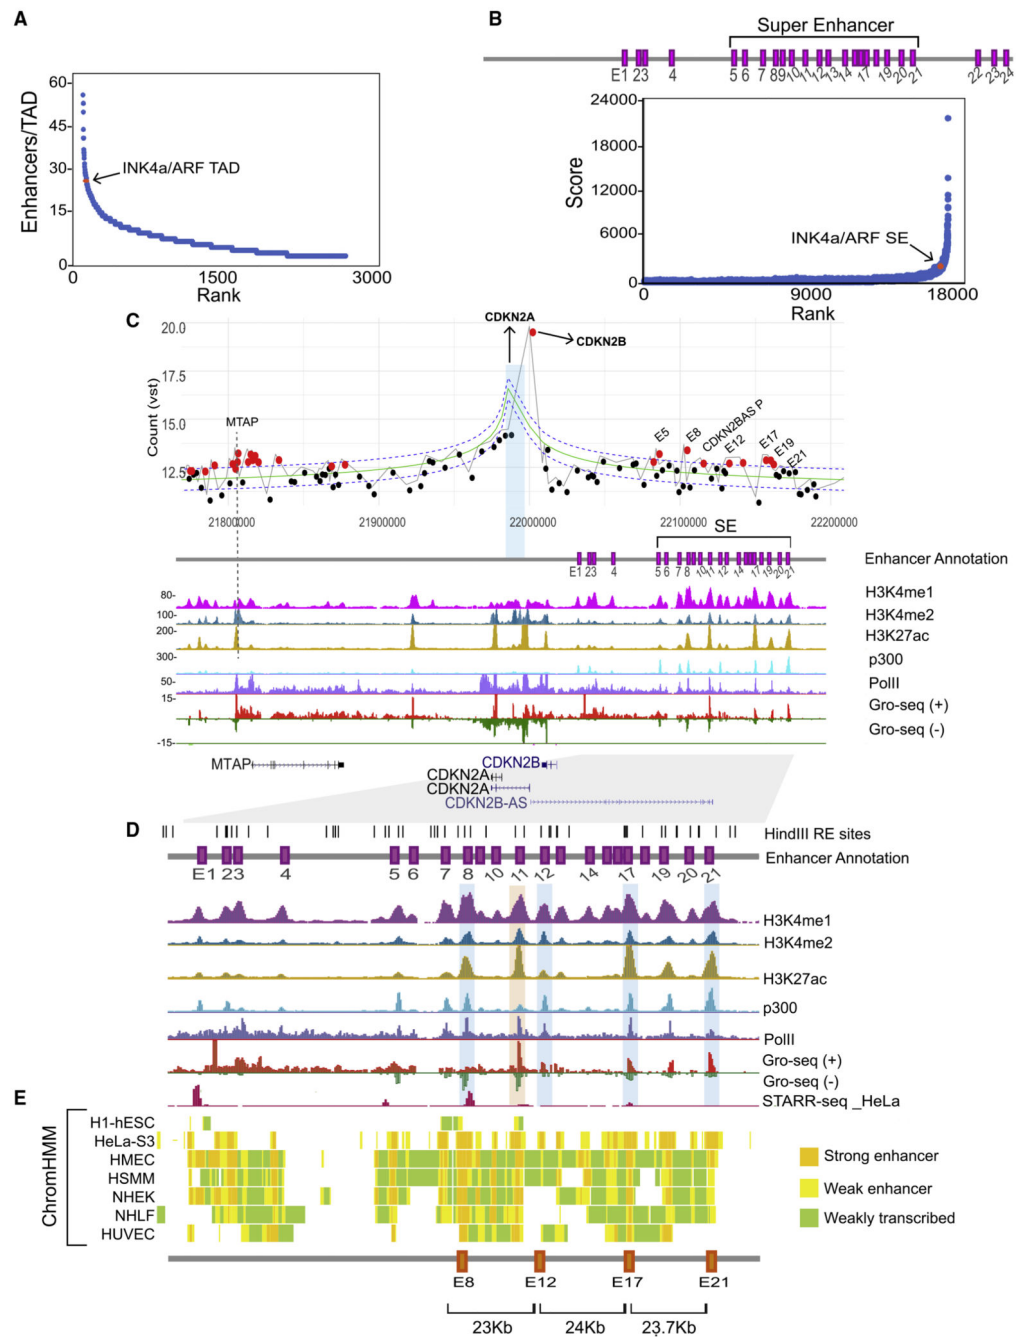 A
60
45
30
15
0
Enhancers/TAD
INK4a/ARF TAD
0 1500 3000
Rank
B
Super Enhancer
E1 2 3 4 5 6 7 8 9 10 11 12 13 14 17 19 20 21 22 23 24
24000
18000
12000
6000
0
Score
INK4a/ARF SE
0 9000 18000
Rank
C
CDKN2A
CDKN2B
20.0
17.5
15.0
12.5
Count (vst)
MTAP
E5
E8
CDKN2BAS P
E12
E17
E19
E21
21800000 21900000 22000000 22100000 22200000
SE
Enhancer Annotation
E1 2 3 4 5 6 7 8 10 11 12 14 17 19 20 21
80- H3K4me1
100- H3K4me2
200- H3K27ac
300- p300
50- PolII
15- Gro-seq (+)
Gro-seq (-)
-15-
MTAP
CDKN2B
CDKN2A
CDKN2A
CDKN2B-AS
D
HindIII RE sites
Enhancer Annotation
E1 2 3 4 5 6 7 8 10 11 12 14 17 19 20 21
H3K4me1
H3K4me2
H3K27ac
p300
PolII
Gro-seq (+)
Gro-seq (-)
STARR-seq _HeLa
E
ChromHMM
H1-hESC
HeLa-S3
HMEC
HSMM
NHEK
NHLF
HUVEC
Strong enhancer
Weak enhancer
Weakly transcribed
E8 E12 E17 E21
23Kb 24Kb 23.7Kb